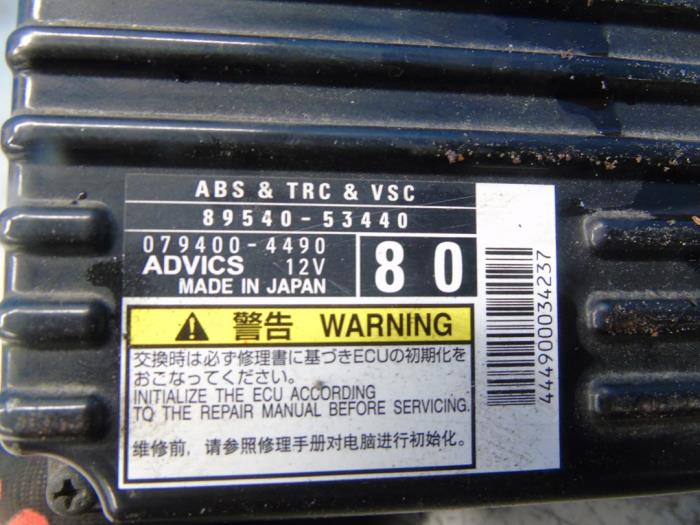 ABS & TRC & VSC
89540-53440
079400-4490
ADVICS 12V
MADE IN JAPAN
80
警告 WARNING
交換時は必ず修理書に基づきECUの初期化を
おこなってください。
INITIALIZE THE ECU ACCORDING
TO THE REPAIR MANUAL BEFORE SERVICING.
维修前，请参照修理手册对电脑进行初始化。
444900034237